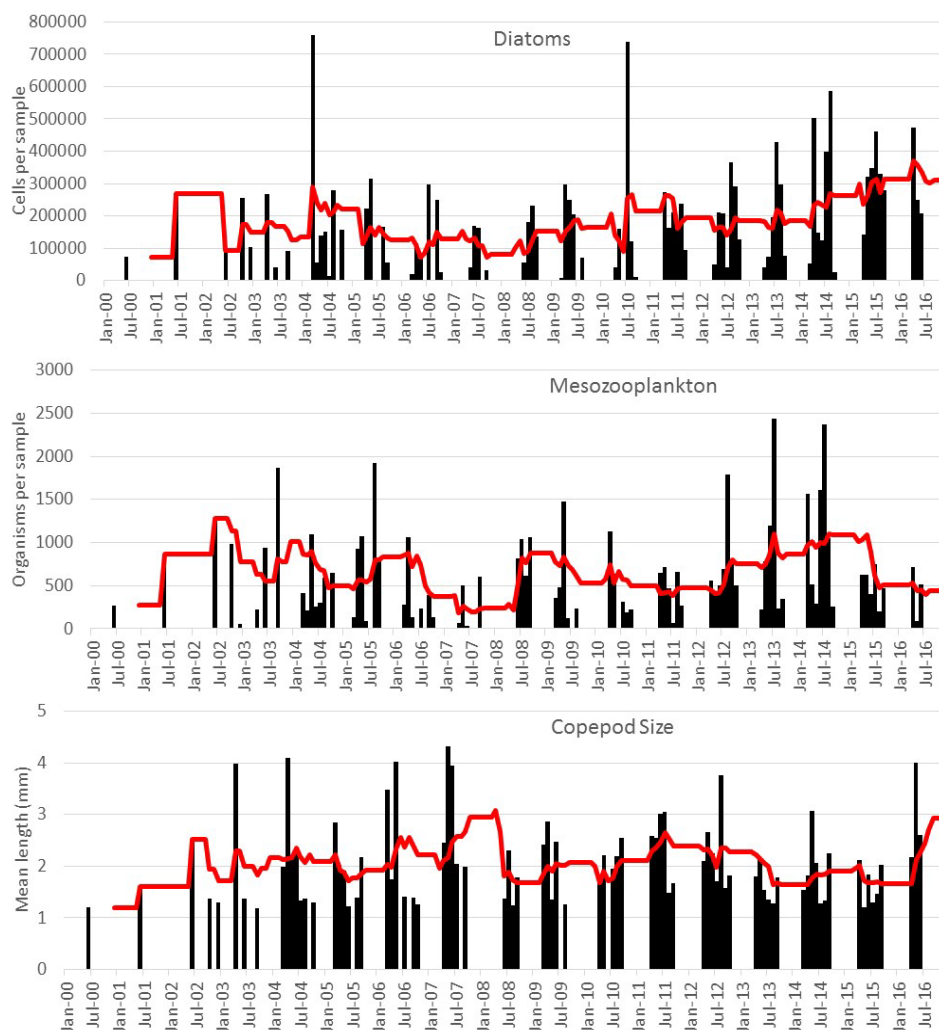 Diatoms
Cells per sample
800000
700000
600000
500000
400000
300000
200000
100000
0
Jan-00 Jul-00 Jan-01 Jul-01 Jan-02 Jul-02 Jan-03 Jul-03 Jan-04 Jul-04 Jan-05 Jul-05 Jan-06 Jul-06 Jan-07 Jul-07 Jan-08 Jul-08 Jan-09 Jul-09 Jan-10 Jul-10 Jan-11 Jul-11 Jan-12 Jul-12 Jan-13 Jul-13 Jan-14 Jul-14 Jan-15 Jul-15 Jan-16 Jul-16
Mesozooplankton
Organisms per sample
3000
2500
2000
1500
1000
500
0
Jan-00 Jul-00 Jan-01 Jul-01 Jan-02 Jul-02 Jan-03 Jul-03 Jan-04 Jul-04 Jan-05 Jul-05 Jan-06 Jul-06 Jan-07 Jul-07 Jan-08 Jul-08 Jan-09 Jul-09 Jan-10 Jul-10 Jan-11 Jul-11 Jan-12 Jul-12 Jan-13 Jul-13 Jan-14 Jul-14 Jan-15 Jul-15 Jan-16 Jul-16
Copepod Size
Mean length (mm)
5
4
3
2
1
0
Jan-00 Jul-00 Jan-01 Jul-01 Jan-02 Jul-02 Jan-03 Jul-03 Jan-04 Jul-04 Jan-05 Jul-05 Jan-06 Jul-06 Jan-07 Jul-07 Jan-08 Jul-08 Jan-09 Jul-09 Jan-10 Jul-10 Jan-11 Jul-11 Jan-12 Jul-12 Jan-13 Jul-13 Jan-14 Jul-14 Jan-15 Jul-15 Jan-16 Jul-16